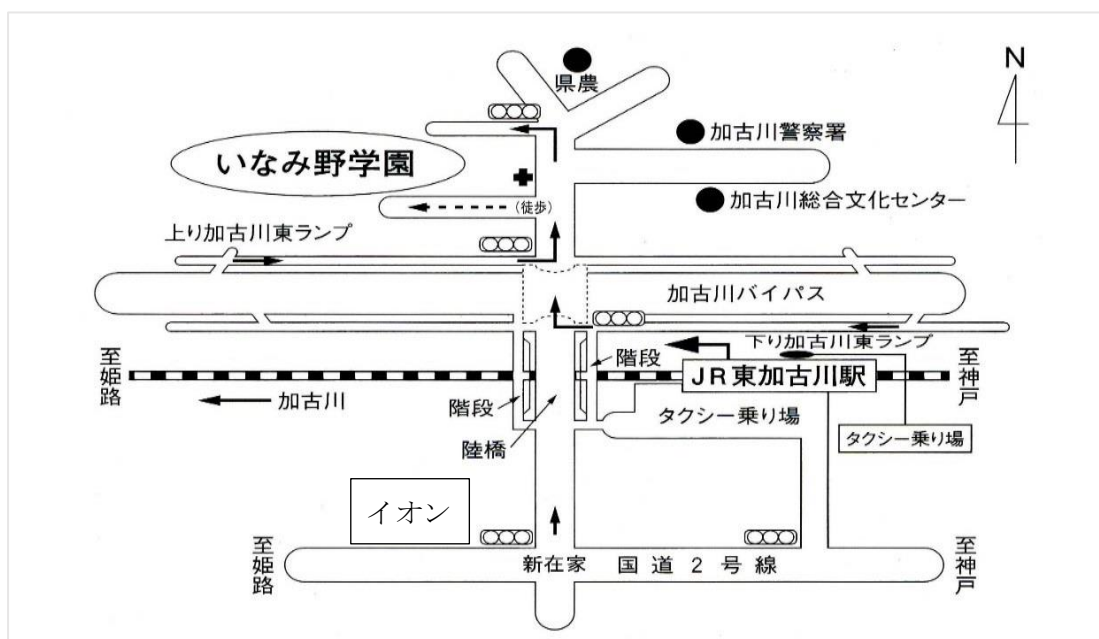 N
県農
加古川警察署
いなみ野学園
加古川総合文化センター
(徒歩)
上り加古川東ランプ
加古川バイパス
下り加古川東ランプ
至姫路
階段
JR東加古川駅
至神戸
加古川
階段
タクシー乗り場
タクシー乗り場
陸橋
イオン
至姫路
新在家
国道2号線
至神戸